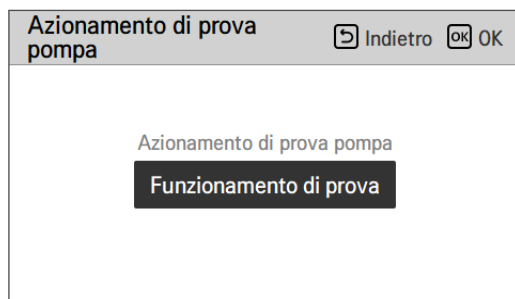 Azionamento di prova
pompa
Indietro OK OK
Azionamento di prova pompa
Funzionamento di prova